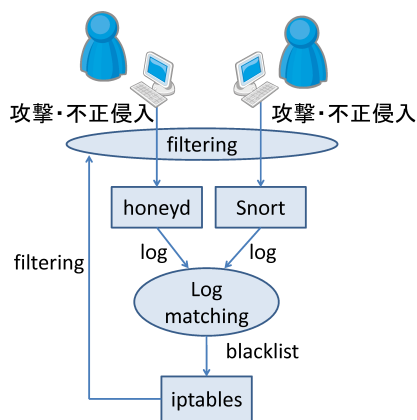 攻撃・不正侵入
攻撃・不正侵入
filtering
honeyd
Snort
log
log
filtering
Log
matching
blacklist
iptables